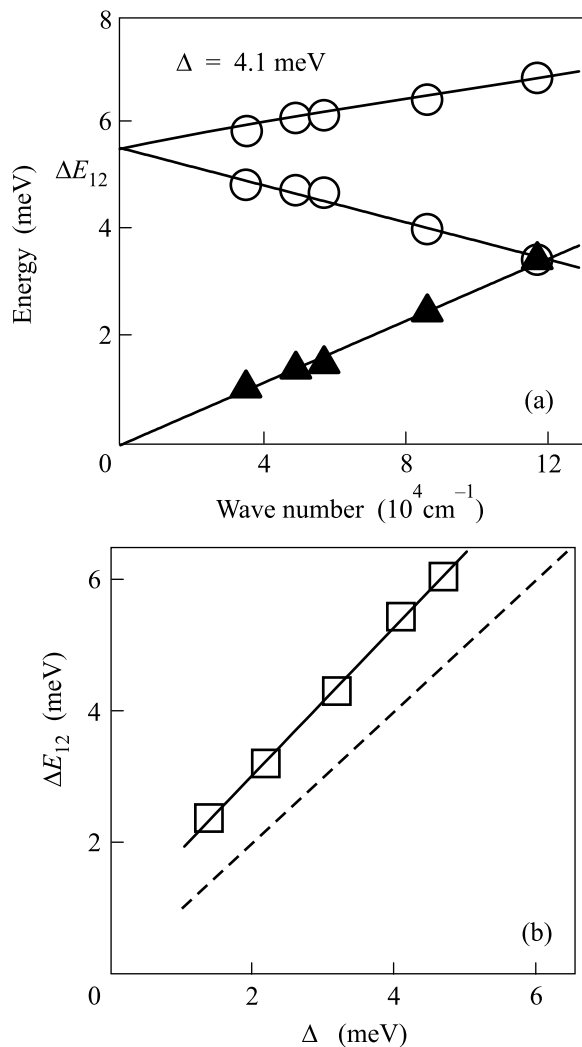 8
Δ = 4.1 meV
6
ΔE12
4
2
0
4
8
12
Energy (meV)
(a)
Wave number (10^4 cm^−1)
6
4
2
0
2
4
6
ΔE12 (meV)
(b)
Δ (meV)